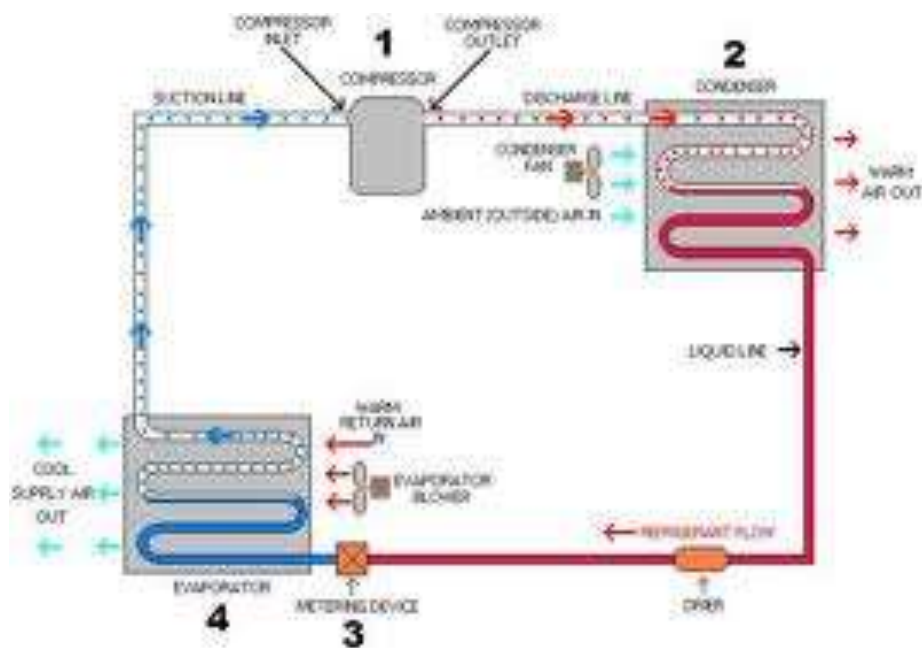 COMPRESSOR
INLET
1
COMPRESSOR
OUTLET
2
COMPRESSOR
CONDENSER
SUCTION LINE
DISCHARGE LINE
CONDENSER
FAN
WARM
AIR OUT
AMBIENT (OUTSIDE) AIR IN
LIQUID LINE
WARM
RETURN AIR
IN
COOL
SUPPLY AIR
OUT
EVAPORATOR
BLOWER
REFRIGERANT FLOW
EVAPORATOR
4
METERING DEVICE
3
DRIER